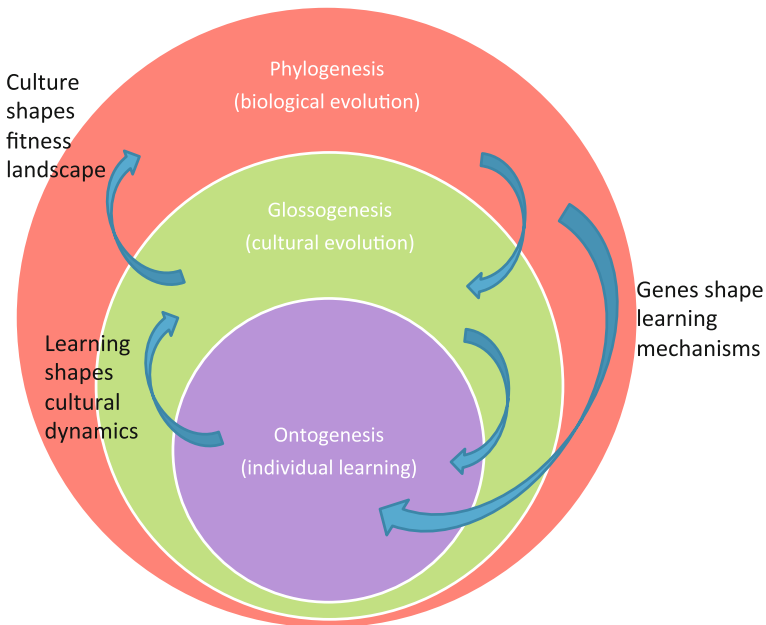 Phylogenesis
(biological evolution)
Culture
shapes
fitness
landscape
Glossogenesis
(cultural evolution)
Genes shape
learning
mechanisms
Learning
shapes
cultural
dynamics
Ontogenesis
(individual learning)